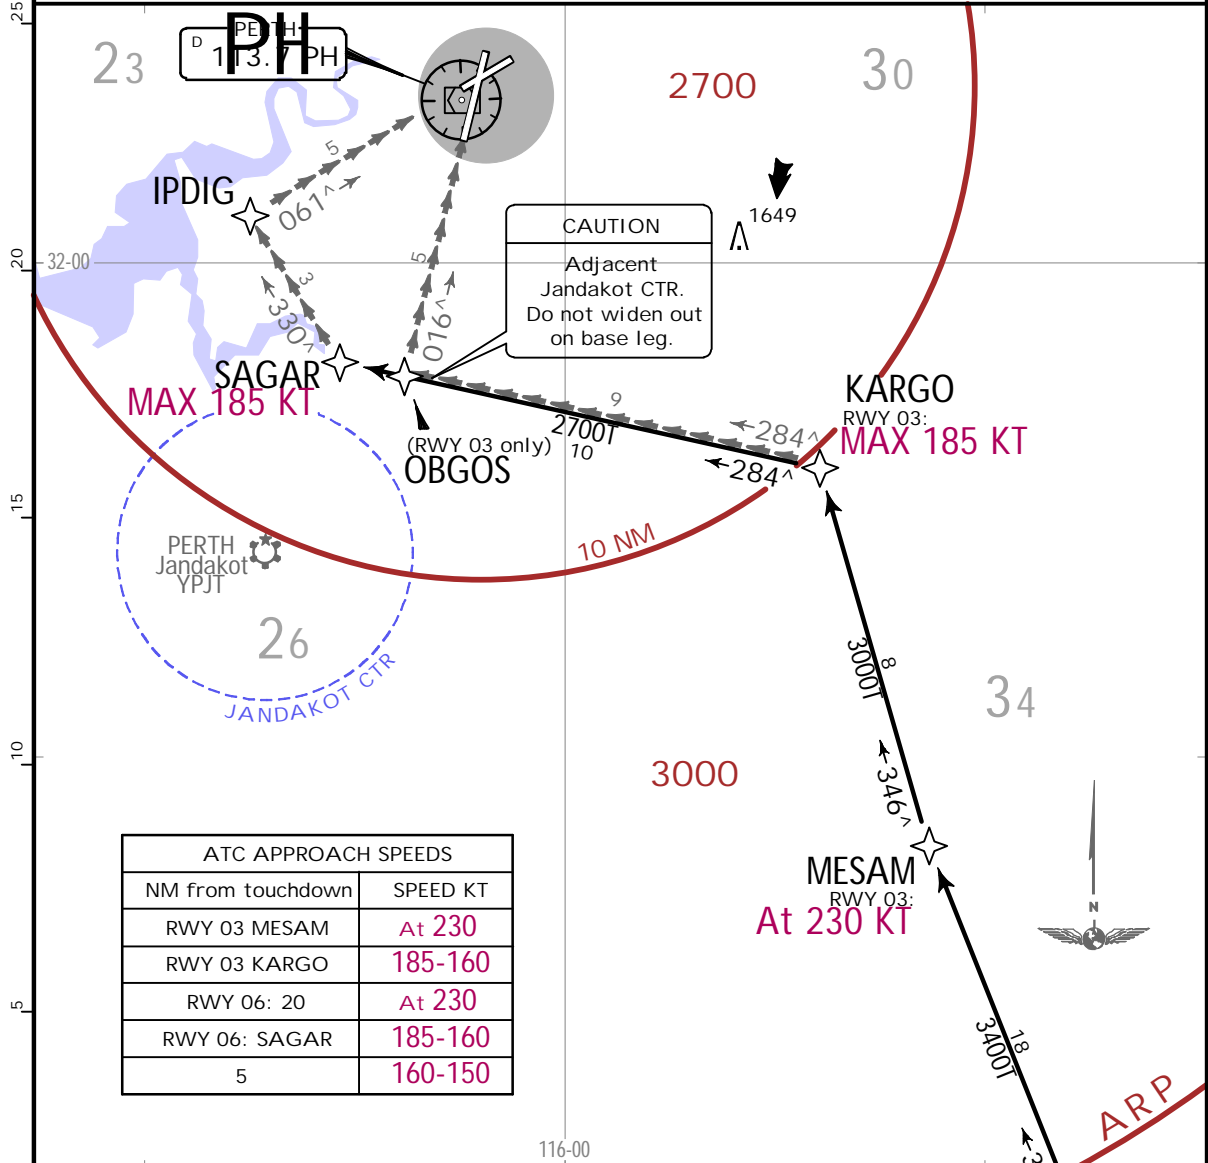 25
PERTH
D 113.7 PH
PH
23
2700
30
5
IPDIG
061^
1649
CAUTION
Adjacent
Jandakot CTR.
Do not widen out
on base leg.
20
32-00
3
5
330^
016^
SAGAR
MAX 185 KT
KARGO
RWY 03:
MAX 185 KT
9
284^
2700T
10
284^
(RWY 03 only)
OBGOS
15
10 NM
PERTH
Jandakot
YPJT
26
JANDAKOT CTR
8
3000T
34
346^
10
3000
MESAM
RWY 03:
At 230 KT
N
ATC APPROACH SPEEDS
NM from touchdown SPEED KT
RWY 03 MESAM At 230
RWY 03 KARGO 185-160
RWY 06: 20 At 230
RWY 06: SAGAR 185-160
5 160-150
5
18
3400T
ARP
116-00